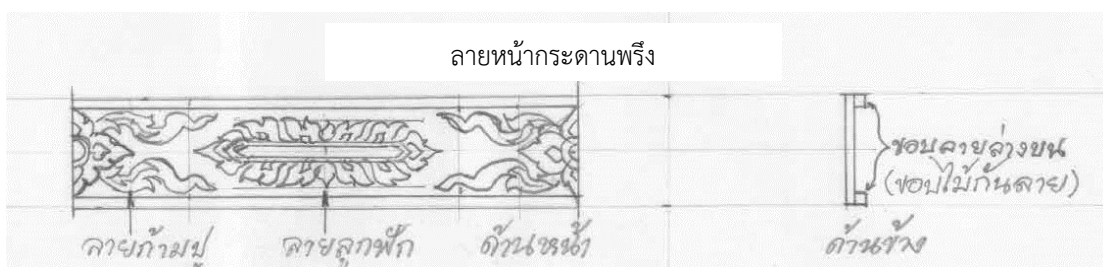 ลายหน้ากระดานพรึง
ขอบลายล่างบน
(ขอบไม้กันลาย)
ลายก้ามปู
ลายลูกฟัก
ด้านหน้า
ด้านข้าง